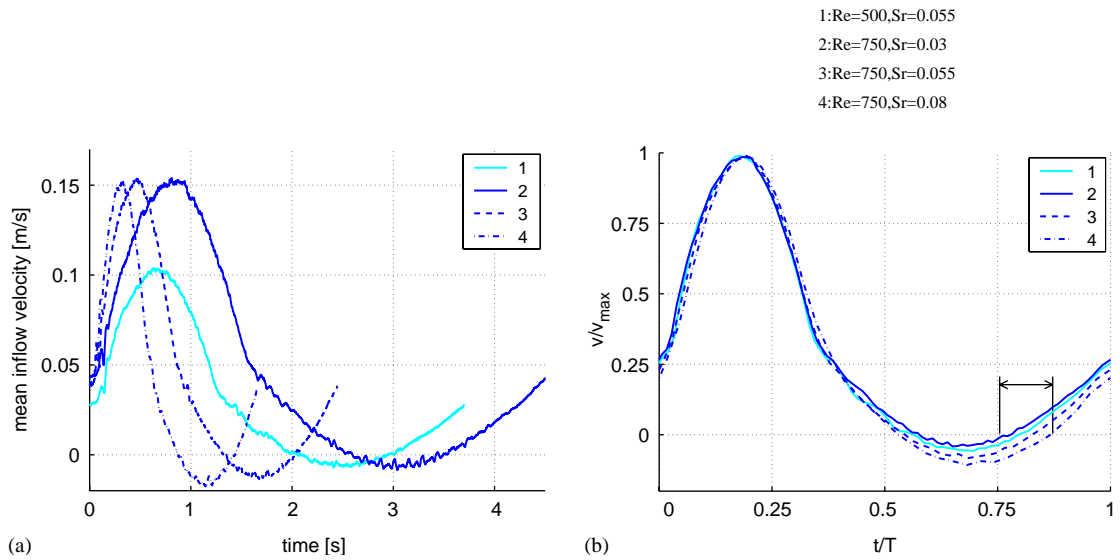 1:Re=500,Sr=0.055
2:Re=750,Sr=0.03
3:Re=750,Sr=0.055
4:Re=750,Sr=0.08
mean inflow velocity [m/s]
0.15
0.1
0.05
0
0 1 2 3 4
time [s]
1
2
3
4
(a)
v/vmax
1
0.75
0.5
0.25
0
0 0.25 0.5 0.75 1
t/T
1
2
3
4
(b)